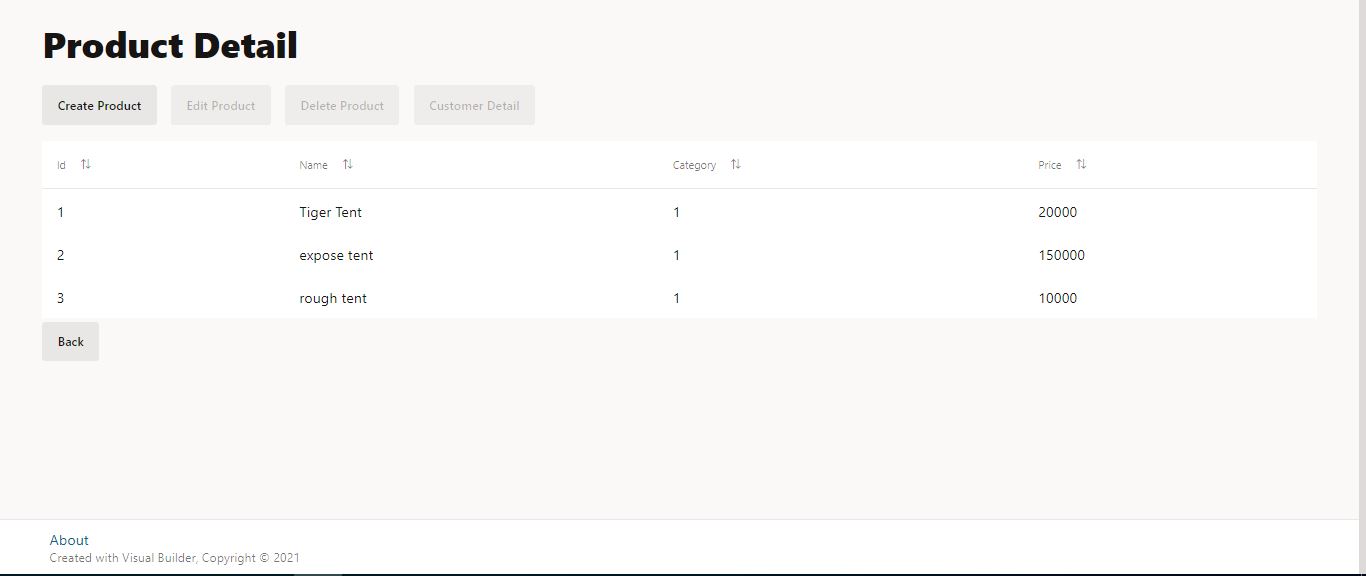 Product Detail
Create Product Edit Product Delete Product Customer Detail
Id Name Category Price
1 Tiger Tent 1 20000
2 expose tent 1 150000
3 rough tent 1 10000
Back
About
Created with Visual Builder, Copyright © 2021